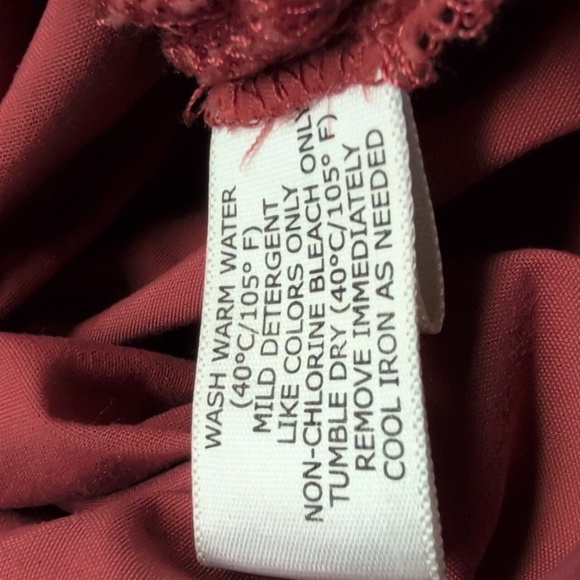 WASH WARM WATER
(40°C/105° F)
MILD DETERGENT
LIKE COLORS ONLY
NON-CHLORINE BLEACH ONLY
TUMBLE DRY (40°C/105° F)
REMOVE IMMEDIATELY
COOL IRON AS NEEDED